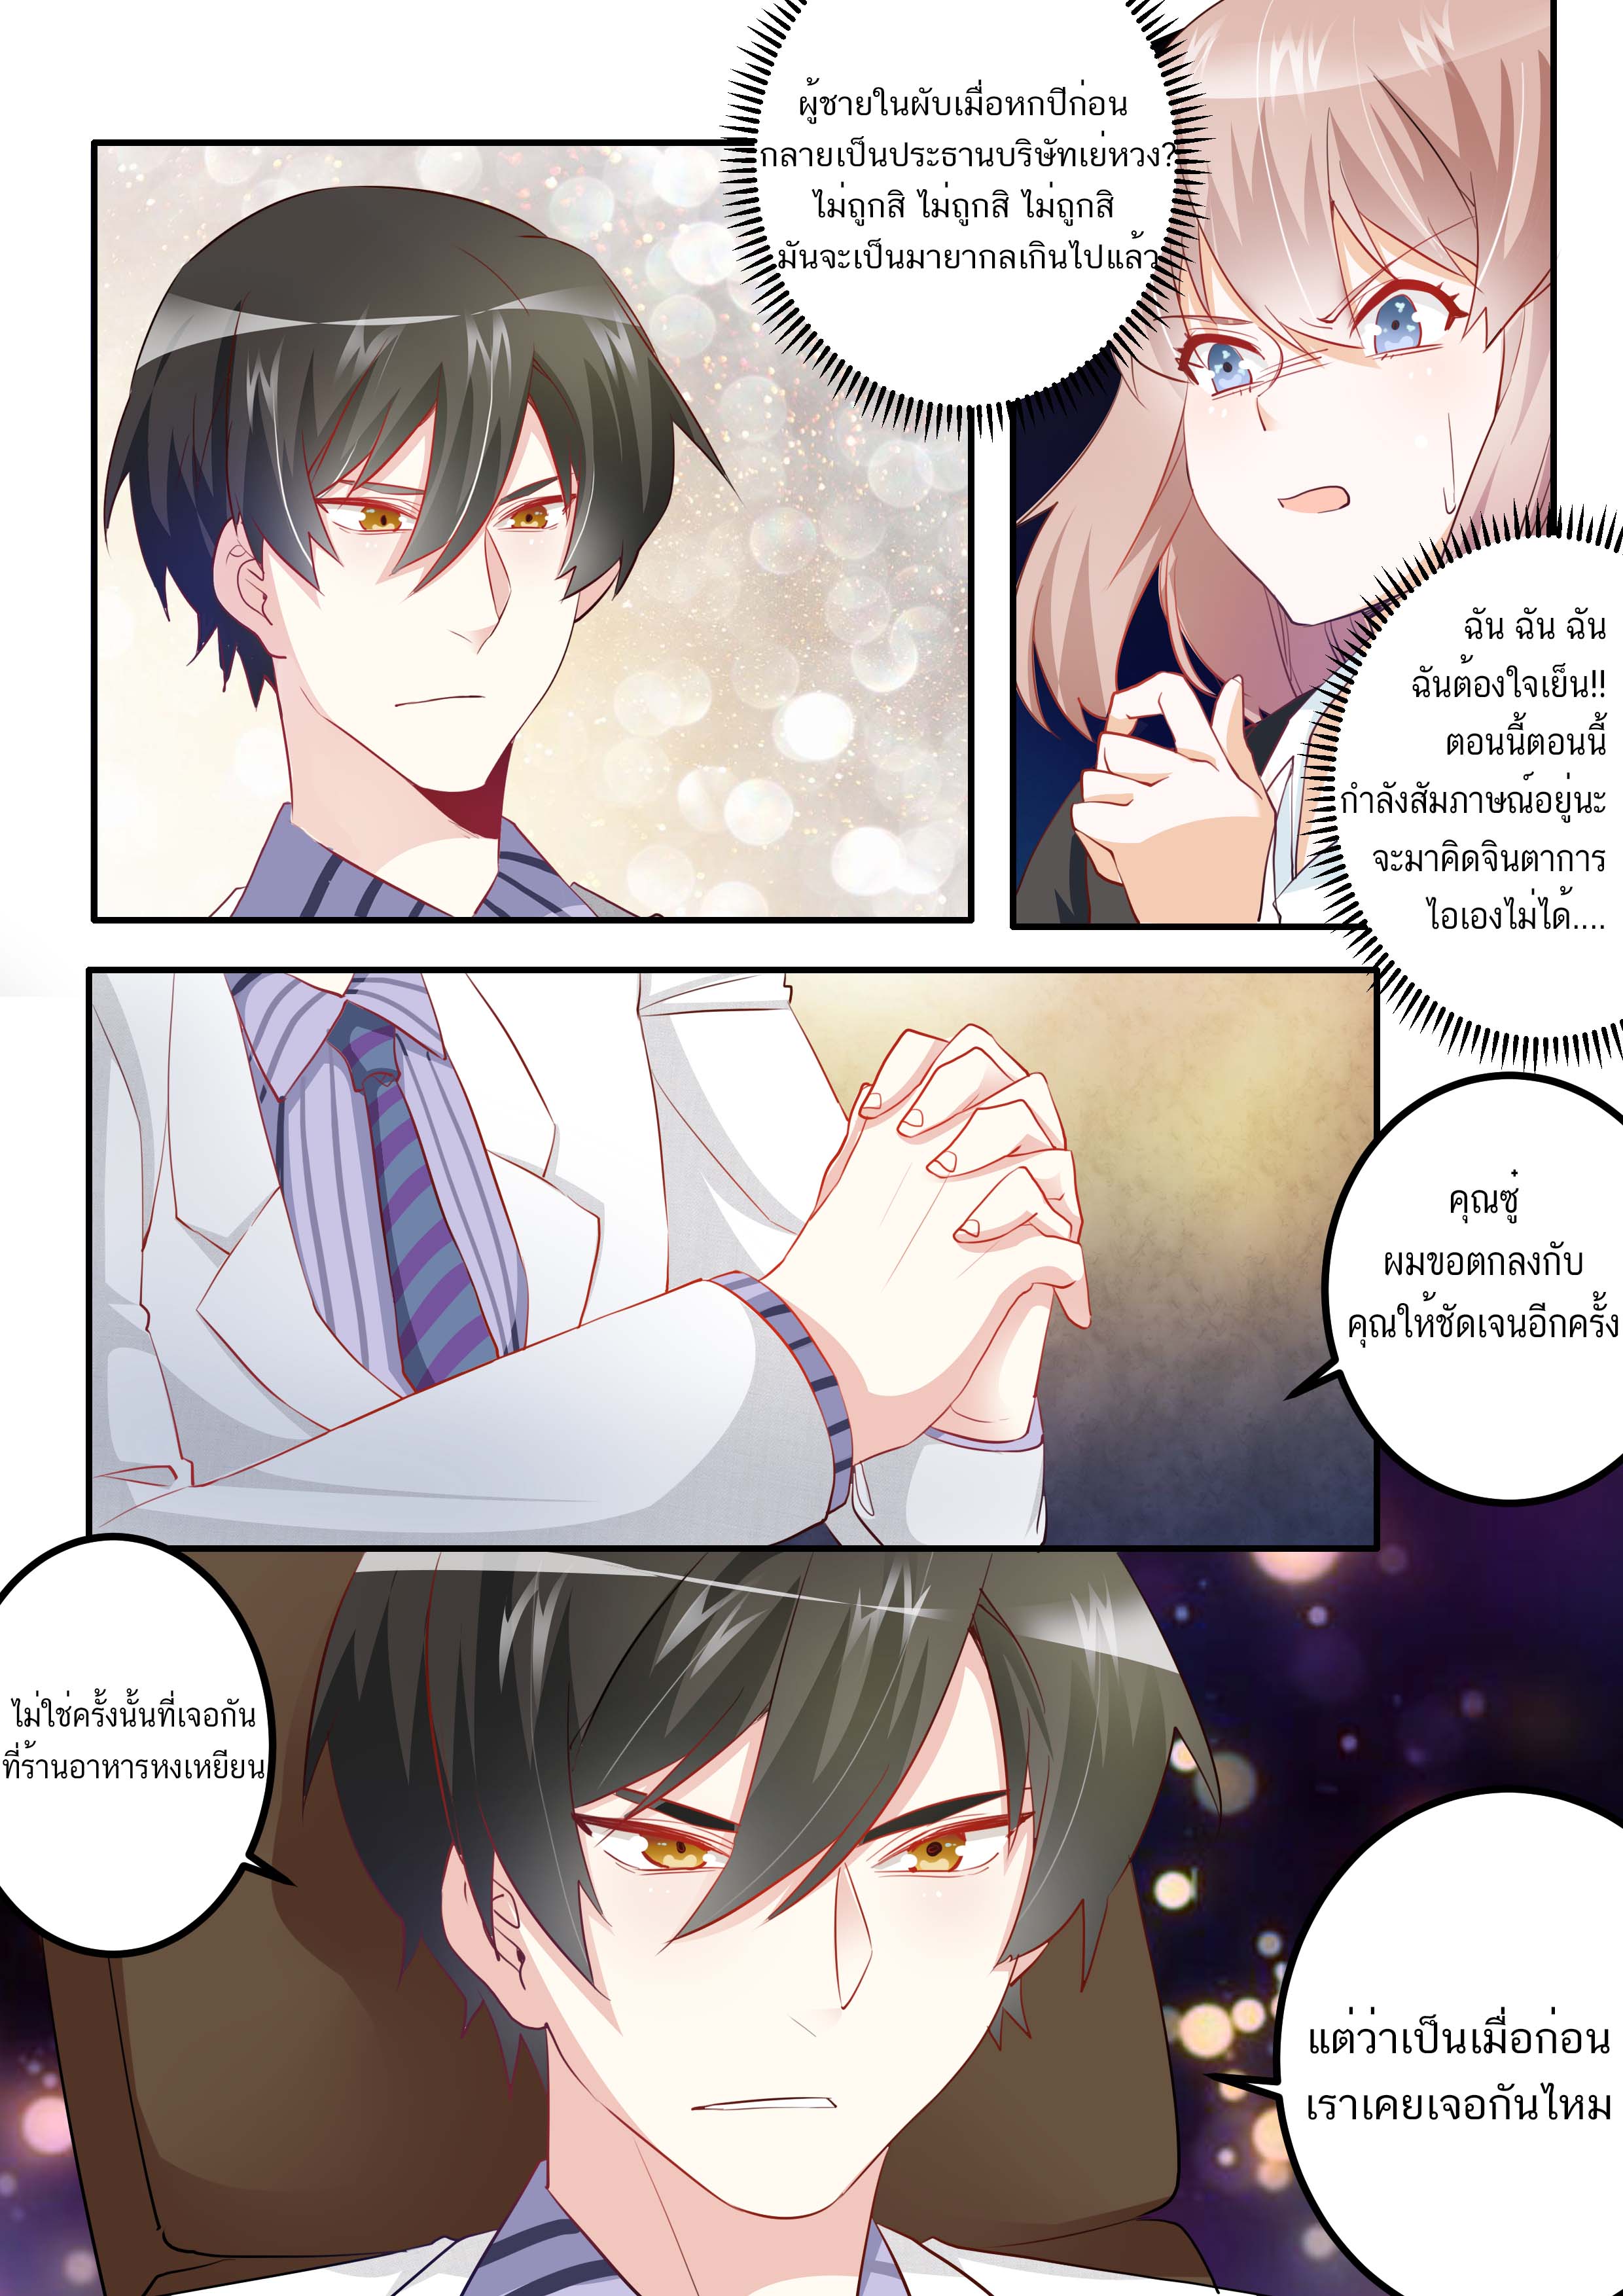 ผู้ชายในผับเมื่อหกปีก่อน
กลายเป็นประธานบริษัทเย่หวง?
ไม่ถูกสิ ไม่ถูกสิ ไม่ถูกสิ
มันจะเป็นมายากลเกินไปแล้ว
ฉัน ฉัน ฉัน
ฉันต้องใจเย็น!!
ตอนนี้ตอนนี้
กำลังสัมภาษณ์อยู่นะ
จะมาคิดจินตาการ
ไอเองไม่ได้....
คุณซู่
ผมขอตกลงกับ
คุณให้ชัดเจนอีกครั้ง
ไม่ใช่ครั้งนั้นที่เจอกัน
ที่ร้านอาหารหงเหยียน
แต่ว่าเป็นเมื่อก่อน
เราเคยเจอกันไหม